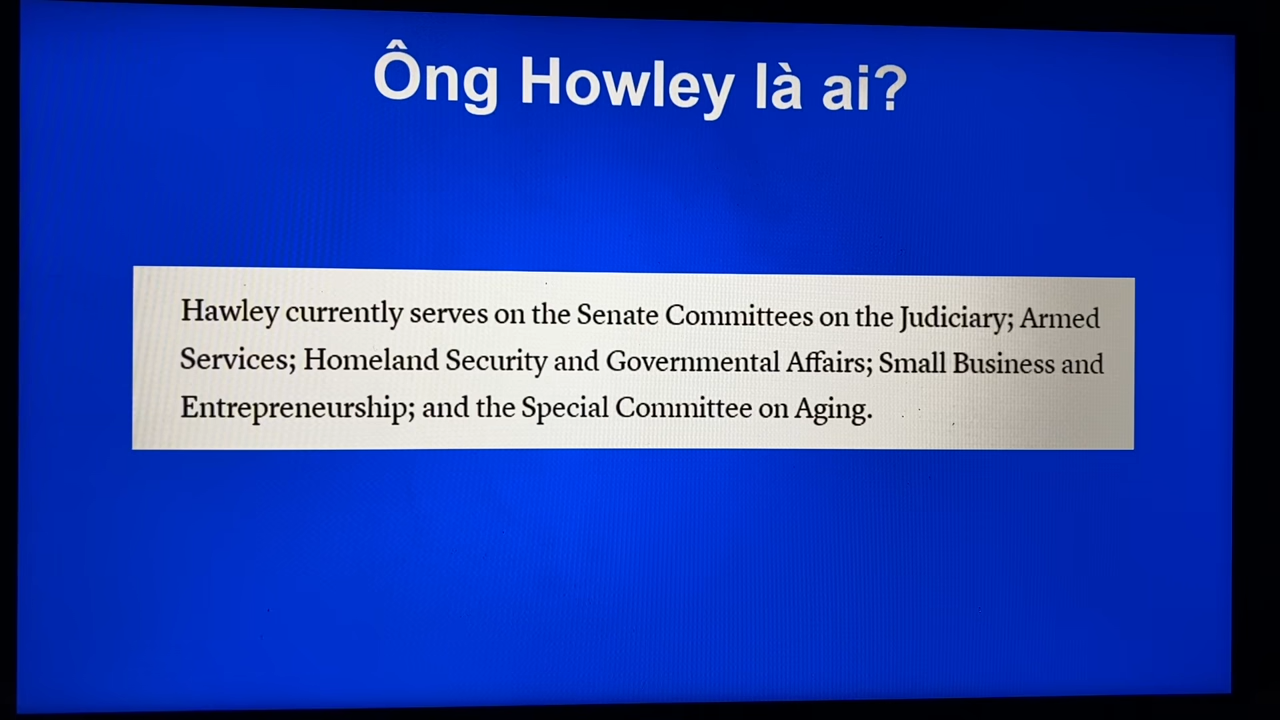 Ông Howley là ai?
Hawley currently serves on the Senate Committees on the Judiciary; Armed
Services; Homeland Security and Governmental Affairs; Small Business and
Entrepreneurship; and the Special Committee on Aging.